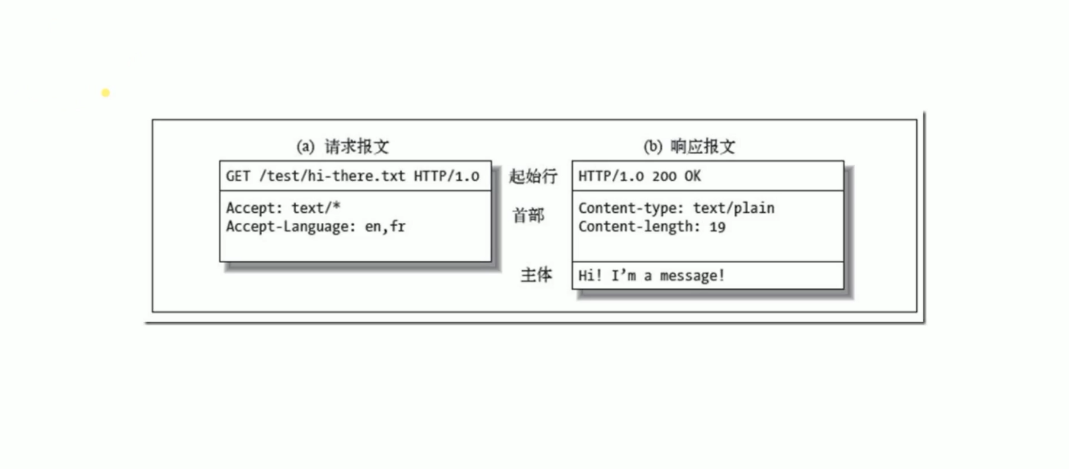 (a) 请求报文
(b) 响应报文
GET /test/hi-there.txt HTTP/1.0
起始行
HTTP/1.0 200 OK
Accept: text/*
Accept-Language: en,fr
首部
Content-type: text/plain
Content-length: 19
主体
Hi! I’m a message!